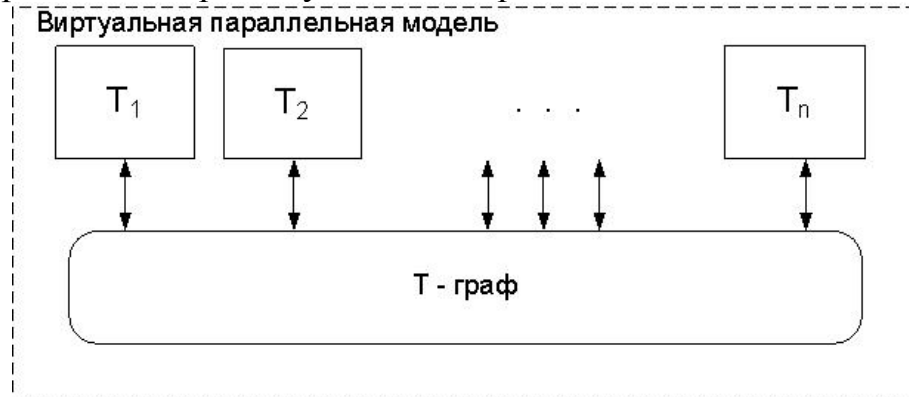 Виртуальная параллельная модель
T1 T2 . . . Tn
Т - граф